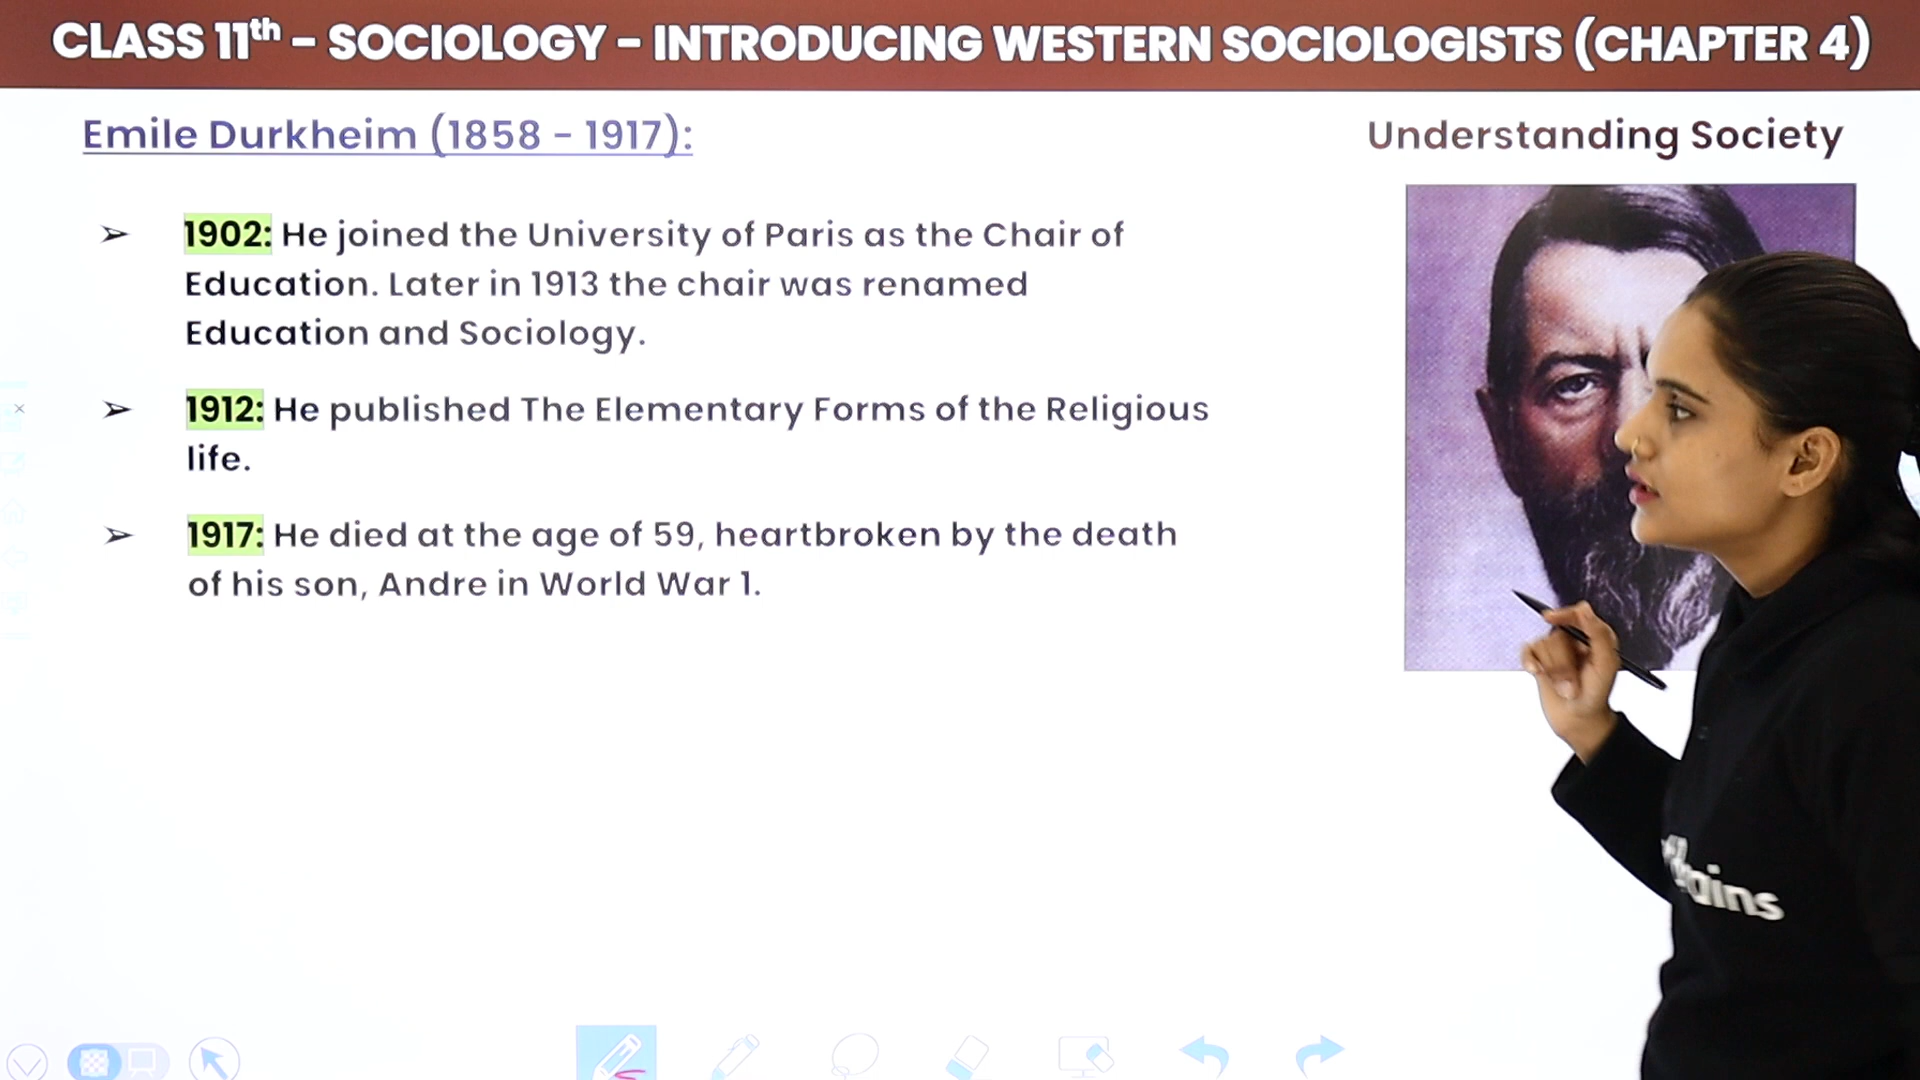 CLASS 11th - SOCIOLOGY - INTRODUCING WESTERN SOCIOLOGISTS (CHAPTER 4)
Emile Durkheim (1858 - 1917):
Understanding Society
➢ 1902: He joined the University of Paris as the Chair of
Education. Later in 1913 the chair was renamed
Education and Sociology.
➢ 1912: He published The Elementary Forms of the Religious
life.
➢ 1917: He died at the age of 59, heartbroken by the death
of his son, Andre in World War 1.